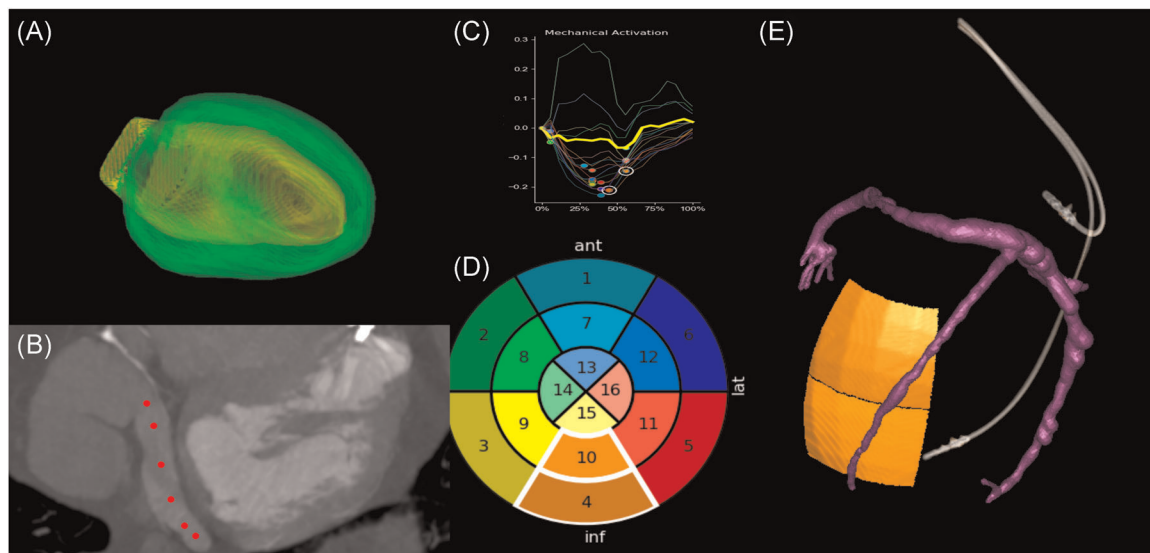 (A)
(B)
(C)
Mechanical Activation
0.3
0.2
0.1
0.0
−0.1
−0.2
0% 25% 50% 75% 100%
(D)
ant
1
2 7 6
8 12
13
14 16
15
9 11
3 10 5
4
lat
inf
(E)